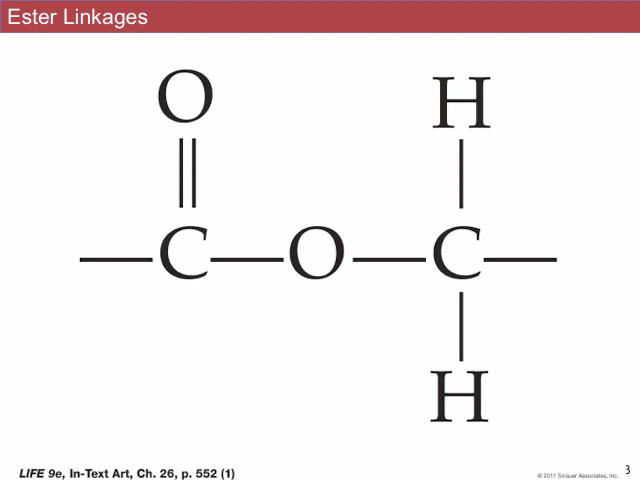 Ester Linkages
O H
C O C
H
LIFE 9e, In-Text Art, Ch. 26, p. 552 (1)
© 2011 Sinauer Associates, Inc. 3